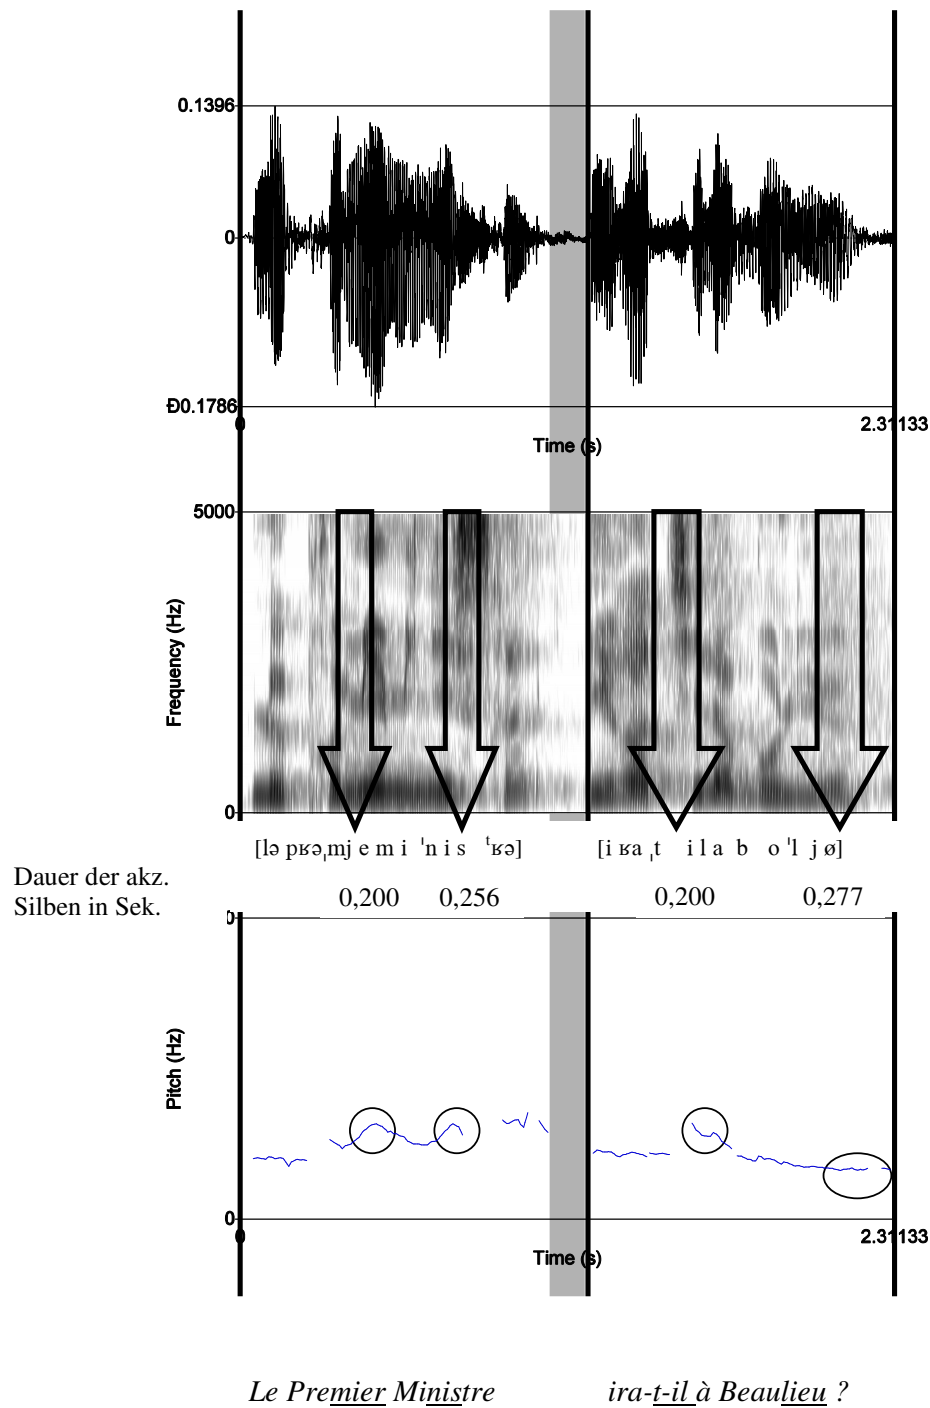 0.1396
0
Ð0.1786
0 2.31133
Time (s)
5000
Frequency (Hz)
0
[lə pʁəˌmj e m i ˈn i s ᵗʁə] [i ʁa ˌt i l a b o ˈl j ø]
Dauer der akz.
Silben in Sek.
0,200 0,256 0,200 0,277
Pitch (Hz)
0
0 2.31133
Time (s)
Le Premier Ministre ira-t-il à Beaulieu ?